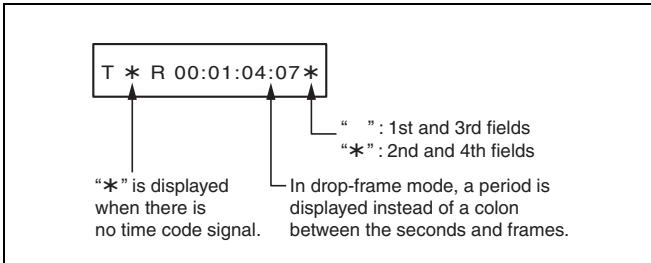 T * R 00:01:04:07*
“ ” : 1st and 3rd fields
“*” : 2nd and 4th fields
“*” is displayed
when there is
no time code signal.
In drop-frame mode, a period is
displayed instead of a colon
between the seconds and frames.